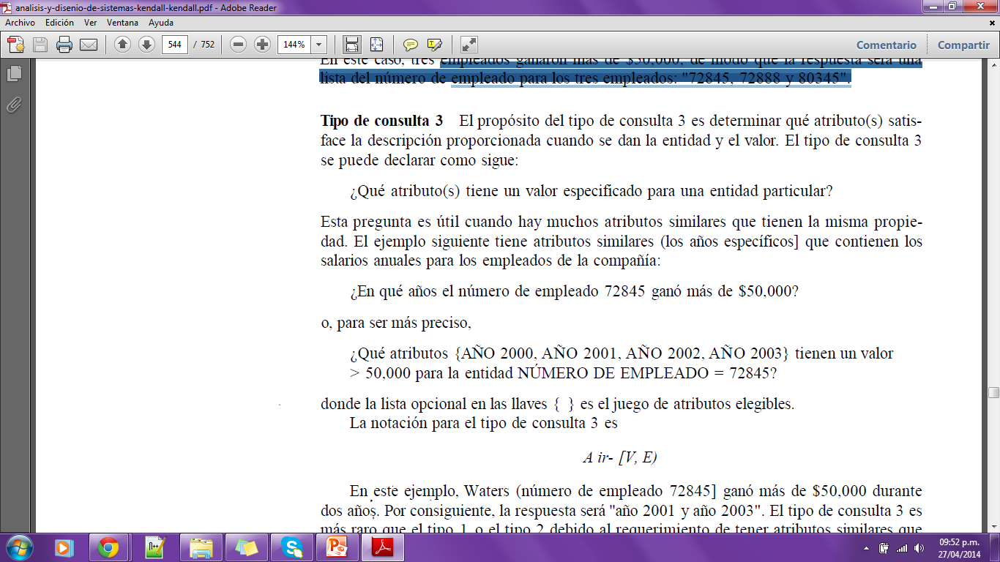 analisis-y-disenio-de-sistemas-kendall-kendall.pdf - Adobe Reader
Archivo Edición Ver Ventana Ayuda
544 / 752 144% Comentario Compartir
En este caso, tres empleados ganaron más de $50,000, de modo que la respuesta será una
lista del número de empleado para los tres empleados: "72845, 72888 y 80345".
Tipo de consulta 3 El propósito del tipo de consulta 3 es determinar qué atributo(s) satis-
face la descripción proporcionada cuando se dan la entidad y el valor. El tipo de consulta 3
se puede declarar como sigue:
¿Qué atributo(s) tiene un valor especificado para una entidad particular?
Esta pregunta es útil cuando hay muchos atributos similares que tienen la misma propie-
dad. El ejemplo siguiente tiene atributos similares (los años específicos] que contienen los
salarios anuales para los empleados de la compañía:
¿En qué años el número de empleado 72845 ganó más de $50,000?
o, para ser más preciso,
¿Qué atributos {AÑO 2000, AÑO 2001, AÑO 2002, AÑO 2003} tienen un valor
> 50,000 para la entidad NÚMERO DE EMPLEADO = 72845?
donde la lista opcional en las llaves { } es el juego de atributos elegibles.
La notación para el tipo de consulta 3 es
A ir- [V, E)
En este ejemplo, Waters (número de empleado 72845] ganó más de $50,000 durante
dos años. Por consiguiente, la respuesta será "año 2001 y año 2003". El tipo de consulta 3 es
más raro que el tipo 1 o el tipo 2 debido al requerimiento de tener atributos similares que
09:52 p.m.
27/04/2014